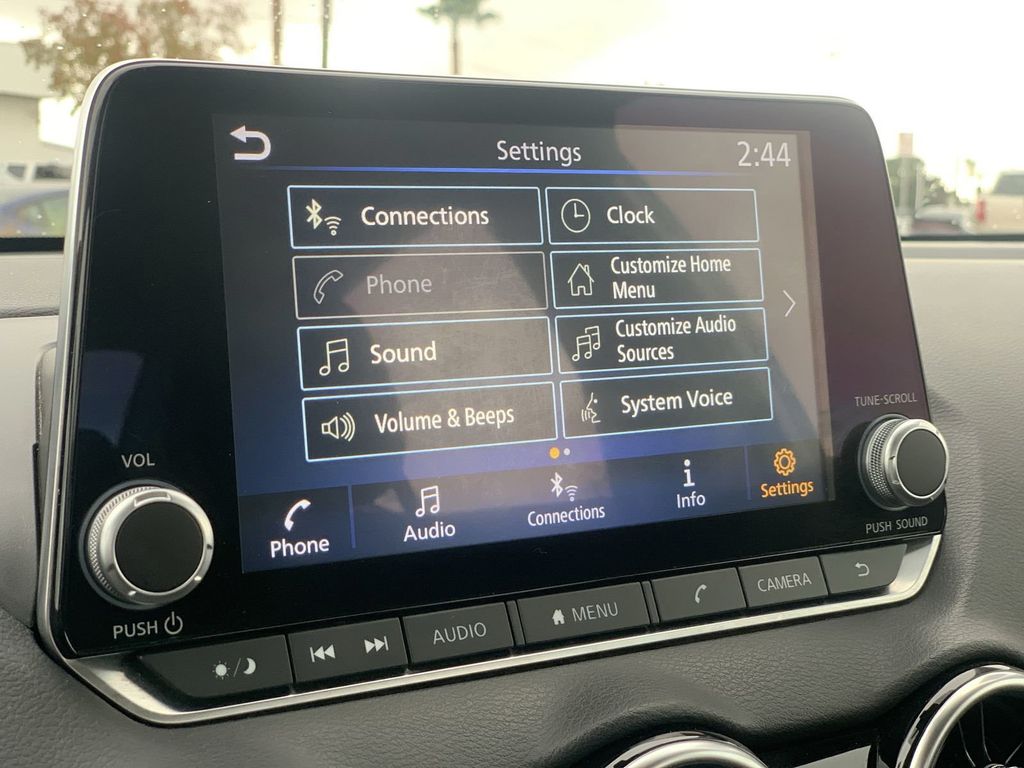 Settings
2:44
Connections
Clock
Phone
Customize Home
Menu
Sound
Customize Audio
Sources
Volume & Beeps
System Voice
Phone
Audio
Connections
Info
Settings
VOL
PUSH
TUNE·SCROLL
PUSH SOUND
AUDIO
MENU
CAMERA